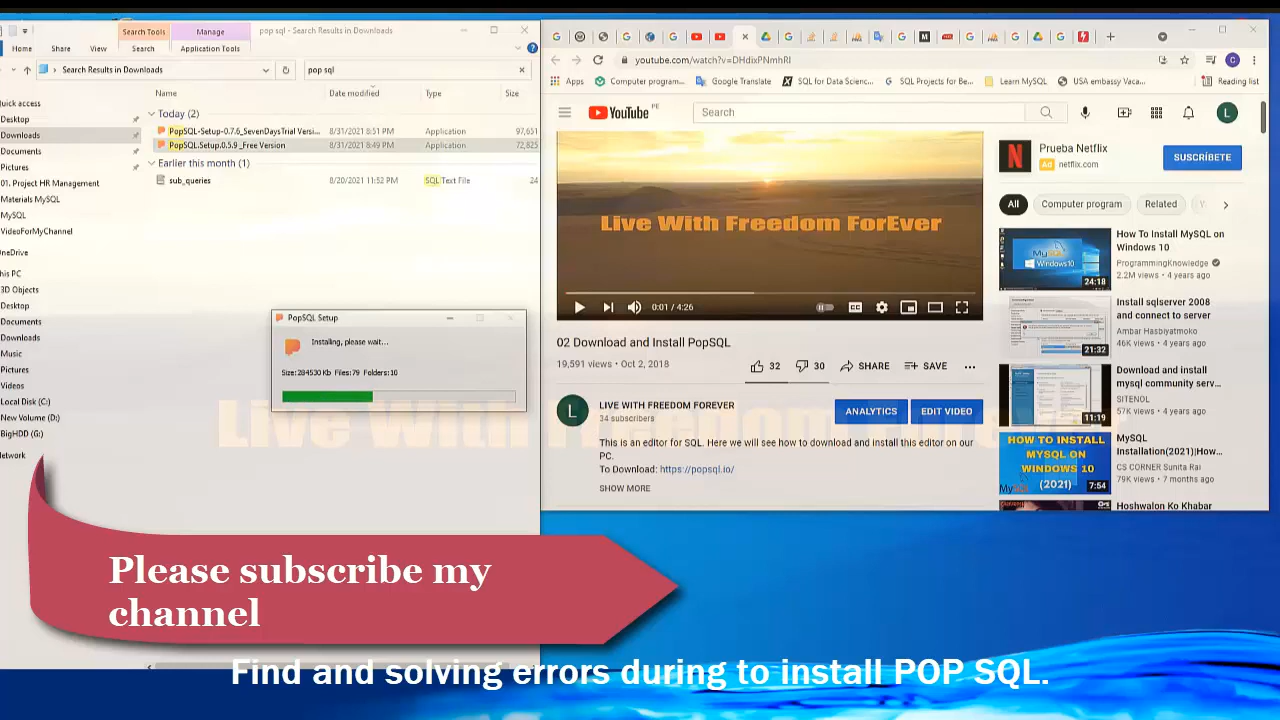 Search Tools
Manage
pop sql - Search Results in Downloads
Home
Share
View
Search
Application Tools
Search Results in Downloads
pop sql
Name
Date modified
Type
Size
Quick access
Desktop
Downloads
Documents
Pictures
01. Project HR Management
Materials MySQL
MySQL
VideoForMyChannel
OneDrive
This PC
3D Objects
Desktop
Documents
Downloads
Music
Pictures
Videos
Local Disk (C:)
New Volume (D:)
BigHDD (G:)
Network
Today (2)
PopSQL-Setup-0.7.6_SevenDaysTrial Versi... 8/31/2021 8:51 PM Application 97,651
PopSQL.Setup.0.5.9 _Free Version 8/31/2021 8:49 PM Application 72,825
Earlier this month (1)
sub_queries 8/20/2021 11:52 PM SQL Text File 24
PopSQL Setup
Installing, please wait...
Size:284530 Kb Files:79 Folders:10
youtube.com/watch?v=DHdixPNmhRI
Apps
Computer program...
Google Translate
SQL for Data Scienc...
SQL Projects for Be...
Learn MySQL
USA embassy Vaca...
Reading list
YouTube PE
Search
L
Live With Freedom ForEver
0:01 / 4:26
02 Download and Install PopSQL
19,591 views • Oct 2, 2018
32
30
SHARE
SAVE
L
LIVE WITH FREEDOM FOREVER
34 subscribers
ANALYTICS
EDIT VIDEO
This is an editor for SQL. Here we will see how to download and install this editor on our
PC.
To Download: https://popsql.io/
SHOW MORE
Prueba Netflix
Ad netflix.com
SUSCRÍBETE
All
Computer program
Related
How To Install MySQL on
Windows 10
ProgrammingKnowledge
2.2M views • 4 years ago
24:18
Install sqlserver 2008
and connect to server
Ambar Hasbiyatmoko
46K views • 4 years ago
21:32
Download and install
mysql community serv...
SITENOL
57K views • 4 years ago
11:19
HOW TO INSTALL
MYSQL ON
WINDOWS 10
(2021)
7:54
MySQL
Installation(2021)|How...
CS CORNER Sunita Rai
79K views • 7 months ago
Hoshwalon Ko Khabar
Live With Freedom Forever
Please subscribe my
channel
Find and solving errors during to install POP SQL.